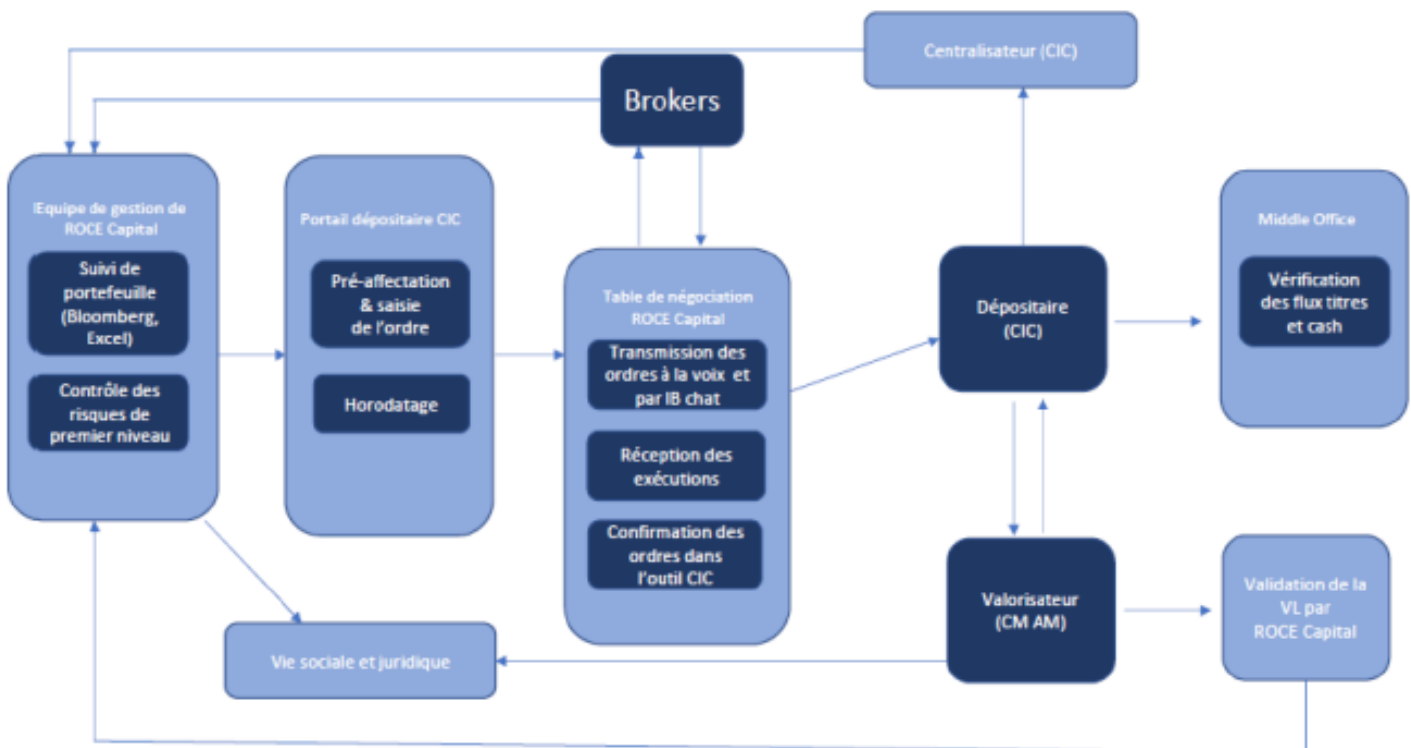 Centralisateur (CIC)
Brokers
Equipe de gestion de
ROCE Capital
Suivi de
portefeuille
(Bloomberg,
Excel)
Contrôle des
risques de
premier niveau
Portail dépositaire CIC
Pré-affectation
& saisie
de l'ordre
Horodatage
Table de négociation
ROCE Capital
Transmission des
ordres à la voix et
par IB chat
Réception des
exécutions
Confirmation des
ordres dans
l'outil CIC
Dépositaire
(CIC)
Middle Office
Vérification
des flux titres
et cash
Valorisateur
(CM AM)
Validation de la
VL par
ROCE Capital
Vie sociale et juridique